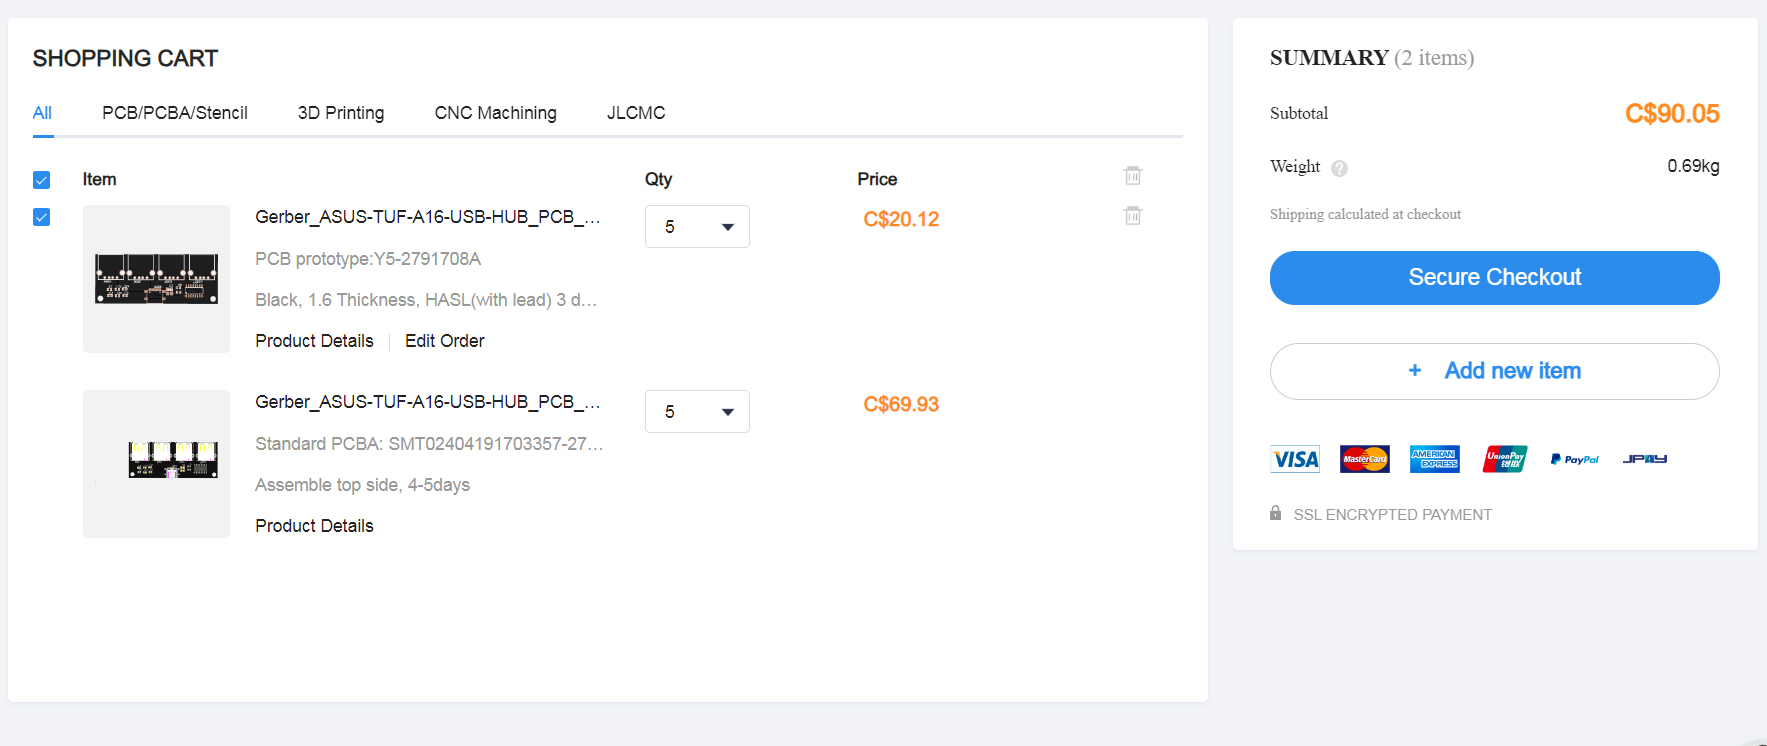 SHOPPING CART
All
PCB/PCBA/Stencil
3D Printing
CNC Machining
JLCMC
Item
Qty
Price
Gerber_ASUS-TUF-A16-USB-HUB_PCB_...
PCB prototype:Y5-2791708A
Black, 1.6 Thickness, HASL(with lead) 3 d...
Product Details
Edit Order
5
C$20.12
Gerber_ASUS-TUF-A16-USB-HUB_PCB_...
Standard PCBA: SMT02404191703357-27...
Assemble top side, 4-5days
Product Details
5
C$69.93
SUMMARY (2 items)
Subtotal
C$90.05
Weight ?
0.69kg
Shipping calculated at checkout
Secure Checkout
+ Add new item
VISA
MasterCard
AMERICAN EXPRESS
UnionPay
银联
PayPal
JPAY
SSL ENCRYPTED PAYMENT